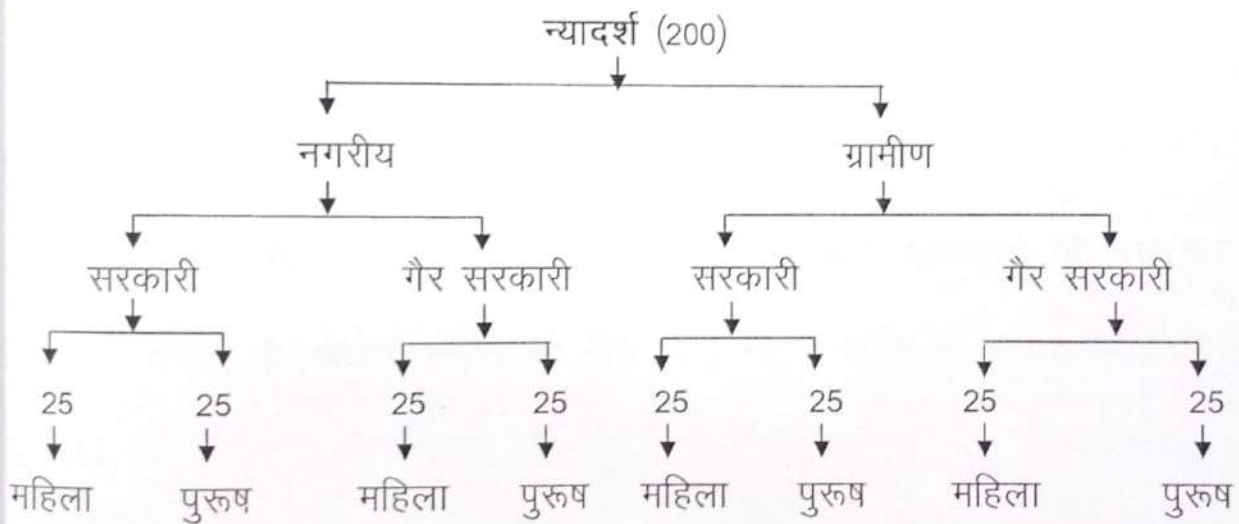 न्यादर्श (200)
नगरीय ग्रामीण
सरकारी गैर सरकारी सरकारी गैर सरकारी
25 25 25 25 25 25 25 25
महिला पुरूष महिला पुरूष महिला पुरूष महिला पुरूष